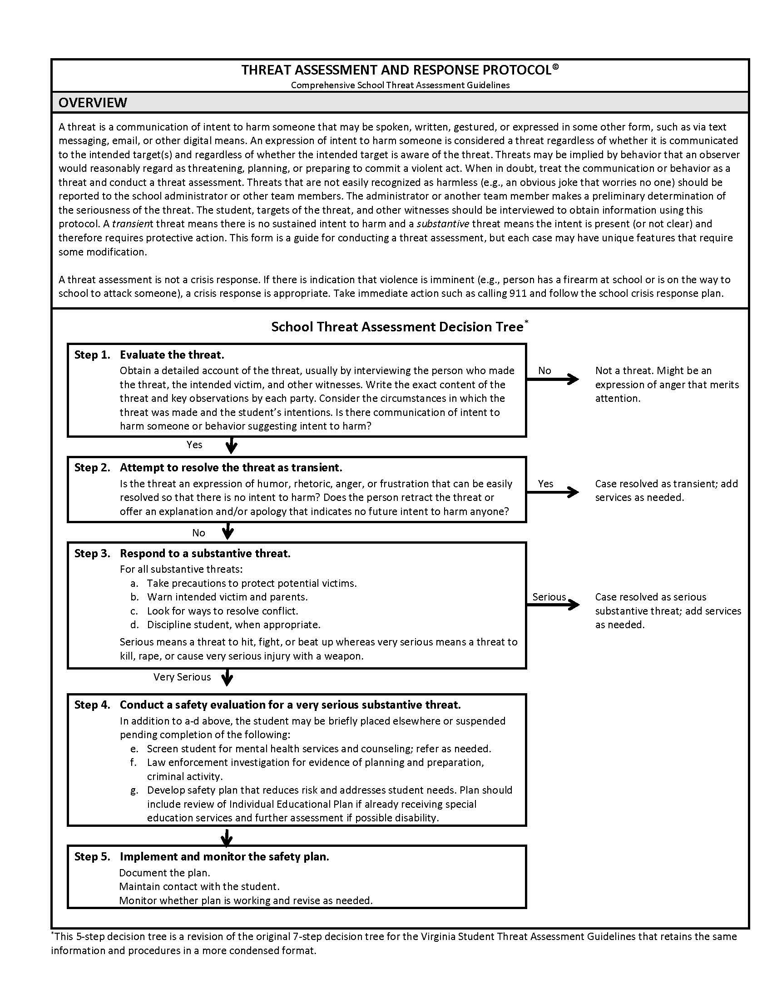 THREAT ASSESSMENT AND RESPONSE PROTOCOL©
Comprehensive School Threat Assessment Guidelines
OVERVIEW
A threat is a communication of intent to harm someone that may be spoken, written, gestured, or expressed in some other form, such as via text
messaging, email, or other digital means. An expression of intent to harm someone is considered a threat regardless of whether it is communicated
to the intended target(s) and regardless of whether the intended target is aware of the threat. Threats may be implied by behavior that an observer
would reasonably regard as threatening, planning, or preparing to commit a violent act. When in doubt, treat the communication or behavior as a
threat and conduct a threat assessment. Threats that are not easily recognized as harmless (e.g., an obvious joke that worries no one) should be
reported to the school administrator or other team members. The administrator or another team member makes a preliminary determination of
the seriousness of the threat. The student, targets of the threat, and other witnesses should be interviewed to obtain information using this
protocol. A transient threat means there is no sustained intent to harm and a substantive threat means the intent is present (or not clear) and
therefore requires protective action. This form is a guide for conducting a threat assessment, but each case may have unique features that require
some modification.
A threat assessment is not a crisis response. If there is indication that violence is imminent (e.g., person has a firearm at school or is on the way to
school to attack someone), a crisis response is appropriate. Take immediate action such as calling 911 and follow the school crisis response plan.
School Threat Assessment Decision Tree*
Step 1. Evaluate the threat.
Obtain a detailed account of the threat, usually by interviewing the person who made
the threat, the intended victim, and other witnesses. Write the exact content of the
threat and key observations by each party. Consider the circumstances in which the
threat was made and the student's intentions. Is there communication of intent to
harm someone or behavior suggesting intent to harm?
No
Not a threat. Might be an
expression of anger that merits
attention.
Yes
Step 2. Attempt to resolve the threat as transient.
Is the threat an expression of humor, rhetoric, anger, or frustration that can be easily
resolved so that there is no intent to harm? Does the person retract the threat or
offer an explanation and/or apology that indicates no future intent to harm anyone?
Yes
Case resolved as transient; add
services as needed.
No
Step 3. Respond to a substantive threat.
For all substantive threats:
a. Take precautions to protect potential victims.
b. Warn intended victim and parents.
c. Look for ways to resolve conflict.
d. Discipline student, when appropriate.
Serious means a threat to hit, fight, or beat up whereas very serious means a threat to
kill, rape, or cause very serious injury with a weapon.
Serious
Case resolved as serious
substantive threat; add services
as needed.
Very Serious
Step 4. Conduct a safety evaluation for a very serious substantive threat.
In addition to a-d above, the student may be briefly placed elsewhere or suspended
pending completion of the following:
e. Screen student for mental health services and counseling; refer as needed.
f. Law enforcement investigation for evidence of planning and preparation,
criminal activity.
g. Develop safety plan that reduces risk and addresses student needs. Plan should
include review of Individual Educational Plan if already receiving special
education services and further assessment if possible disability.
Step 5. Implement and monitor the safety plan.
Document the plan.
Maintain contact with the student.
Monitor whether plan is working and revise as needed.
*This 5-step decision tree is a revision of the original 7-step decision tree for the Virginia Student Threat Assessment Guidelines that retains the same
information and procedures in a more condensed format.